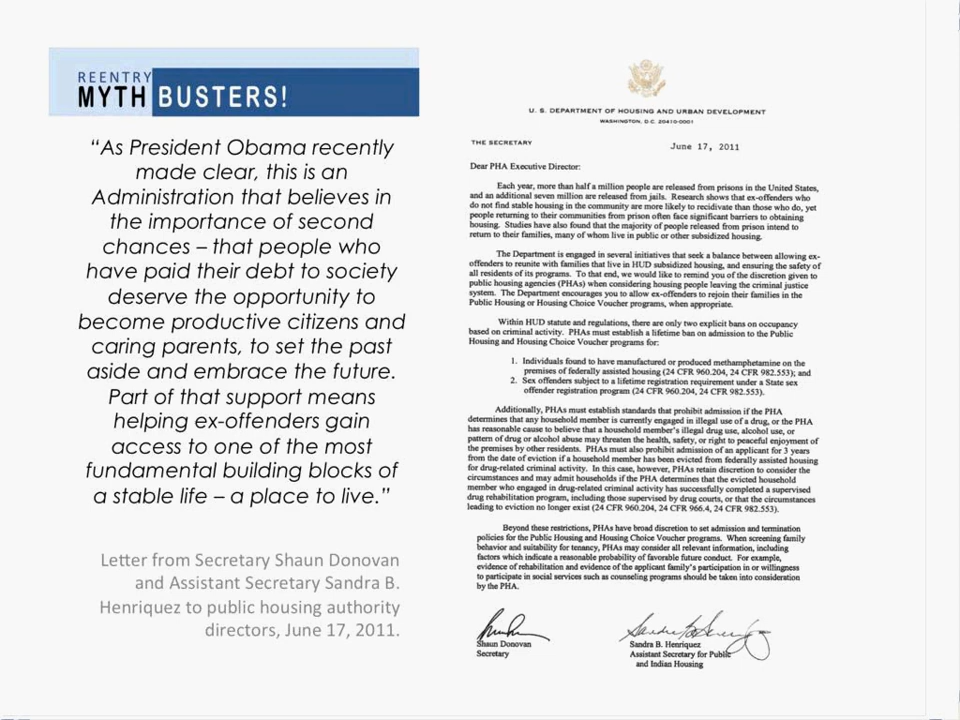 REENTRY
MYTH BUSTERS!
“As President Obama recently
made clear, this is an
Administration that believes in
the importance of second
chances – that people who
have paid their debt to society
deserve the opportunity to
become productive citizens and
caring parents, to set the past
aside and embrace the future.
Part of that support means
helping ex-offenders gain
access to one of the most
fundamental building blocks of
a stable life – a place to live.”
Letter from Secretary Shaun Donovan
and Assistant Secretary Sandra B.
Henriquez to public housing authority
directors, June 17, 2011.
U. S. DEPARTMENT OF HOUSING AND URBAN DEVELOPMENT
WASHINGTON, D.C. 20410-0001
THE SECRETARY
June 17, 2011
Dear PHA Executive Director:
Each year, more than half a million people are released from prisons in the United States,
and an additional seven million are released from jails. Research shows that ex-offenders who
do not find stable housing in the community are more likely to recidivate than those who do, yet
people returning to their communities from prison often face significant barriers to obtaining
housing. Studies have also found that the majority of people released from prison intend to
return to their families, many of whom live in public or other subsidized housing.
The Department is engaged in several initiatives that seek a balance between allowing ex-
offenders to reunite with families that live in HUD subsidized housing, and ensuring the safety of
all residents of its programs. To that end, we would like to remind you of the discretion given to
public housing agencies (PHAs) when considering housing people leaving the criminal justice
system. The Department encourages you to allow ex-offenders to rejoin their families in the
Public Housing or Housing Choice Voucher programs, when appropriate.
Within HUD statute and regulations, there are only two explicit bans on occupancy
based on criminal activity. PHAs must establish a lifetime ban on admission to the Public
Housing and Housing Choice Voucher programs for:
1. Individuals found to have manufactured or produced methamphetamine on the
premises of federally assisted housing (24 CFR 960.204, 24 CFR 982.553); and
2. Sex offenders subject to a lifetime registration requirement under a State sex
offender registration program (24 CFR 960.204, 24 CFR 982.553).
Additionally, PHAs must establish standards that prohibit admission if the PHA
determines that any household member is currently engaged in illegal use of a drug, or the PHA
has reasonable cause to believe that a household member's illegal drug use, alcohol use, or
pattern of drug or alcohol abuse may threaten the health, safety, or right to peaceful enjoyment of
the premises by other residents. PHAs must also prohibit admission of an applicant for 3 years
from the date of eviction if a household member has been evicted from federally assisted housing
for drug-related criminal activity. In this case, however, PHAs retain discretion to consider the
circumstances and may admit households if the PHA determines that the evicted household
member who engaged in drug-related criminal activity has successfully completed a supervised
drug rehabilitation program, including those supervised by drug courts, or that the circumstances
leading to eviction no longer exist (24 CFR 960.204, 24 CFR 966.4, 24 CFR 982.553).
Beyond these restrictions, PHAs have broad discretion to set admission and termination
policies for the Public Housing and Housing Choice Voucher programs. When screening family
behavior and suitability for tenancy, PHAs may consider all relevant information, including
factors which indicate a reasonable probability of favorable future conduct. For example,
evidence of rehabilitation and evidence of the applicant family's participation in or willingness
to participate in social services such as counseling programs should be taken into consideration
by the PHA.
Shaun Donovan
Secretary
Sandra B. Henriquez
Assistant Secretary for Public
and Indian Housing